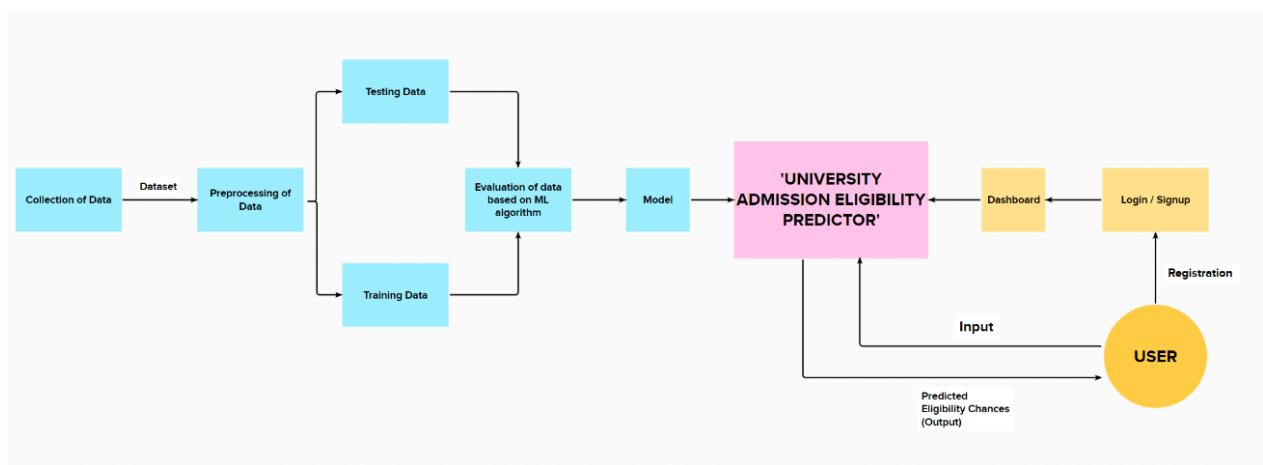 Collection of Data
Dataset
Preprocessing of
Data
Testing Data
Training Data
Evaluation of data
based on ML
algorithm
Model
'UNIVERSITY
ADMISSION ELIGIBILITY
PREDICTOR'
Dashboard
Login / Signup
Registration
USER
Input
Predicted
Eligibility Chances
(Output)